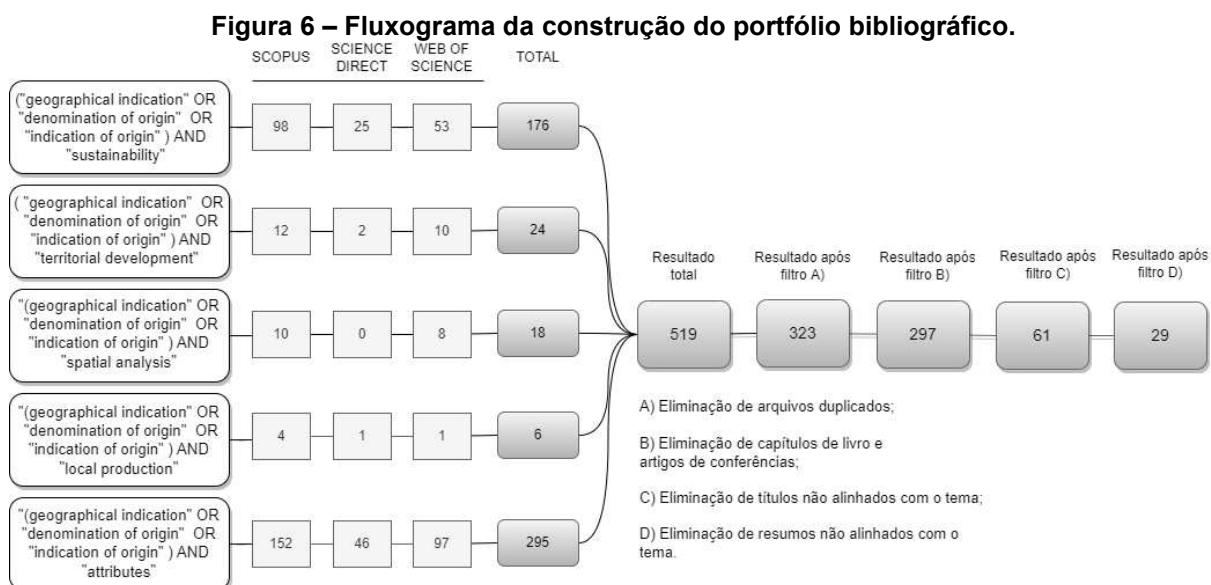 Figura 6 – Fluxograma da construção do portfólio bibliográfico.
SCOPUS
SCIENCE
DIRECT
WEB OF
SCIENCE
TOTAL
("geographical indication" OR
"denomination of origin" OR
"indication of origin" ) AND
"sustainability"
98
25
53
176
( "geographical indication" OR
"denomination of origin" OR
"indication of origin" ) AND
"territorial development"
12
2
10
24
"(geographical indication" OR
"denomination of origin" OR
"indication of origin" ) AND
"spatial analysis"
10
0
8
18
"(geographical indication" OR
"denomination of origin" OR
"indication of origin" ) AND
"local production"
4
1
1
6
"(geographical indication" OR
"denomination of origin" OR
"indication of origin" ) AND
"attributes"
152
46
97
295
Resultado
total
519
Resultado após
filtro A)
323
Resultado após
filtro B)
297
Resultado após
filtro C)
61
Resultado após
filtro D)
29
A) Eliminação de arquivos duplicados;
B) Eliminação de capítulos de livro e
artigos de conferências;
C) Eliminação de títulos não alinhados com o tema;
D) Eliminação de resumos não alinhados com o
tema.